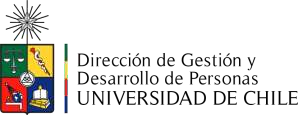 Dirección de Gestión y
Desarrollo de Personas
UNIVERSIDAD DE CHILE